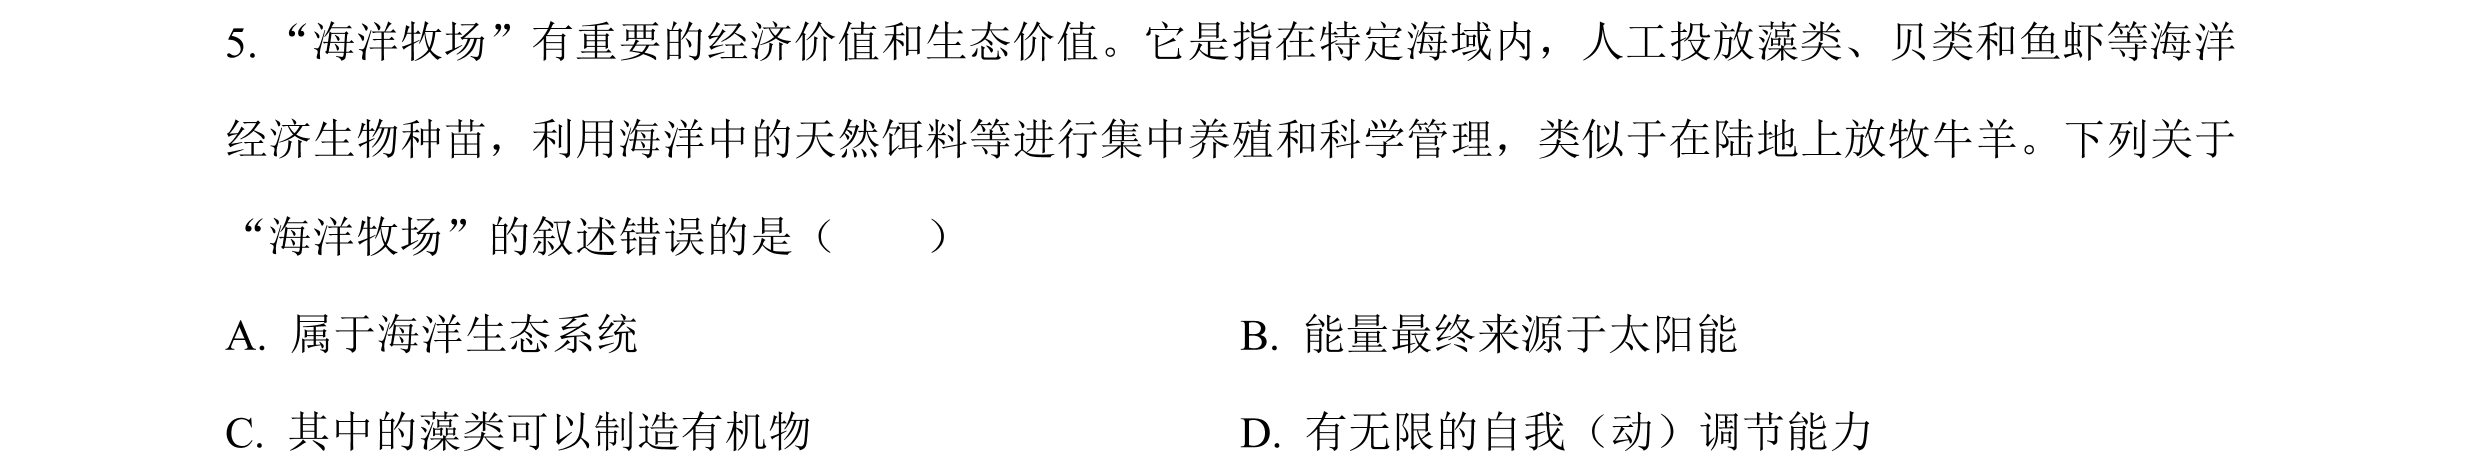 5. “海洋牧场”有重要的经济价值和生态价值。它是指在特定海域内，人工投放藻类、贝类和鱼虾等海洋
经济生物种苗，利用海洋中的天然饵料等进行集中养殖和科学管理，类似于在陆地上放牧牛羊。下列关于
“海洋牧场”的叙述错误的是（　　）
A. 属于海洋生态系统　　B. 能量最终来源于太阳能
C. 其中的藻类可以制造有机物　　D. 有无限的自我（动）调节能力